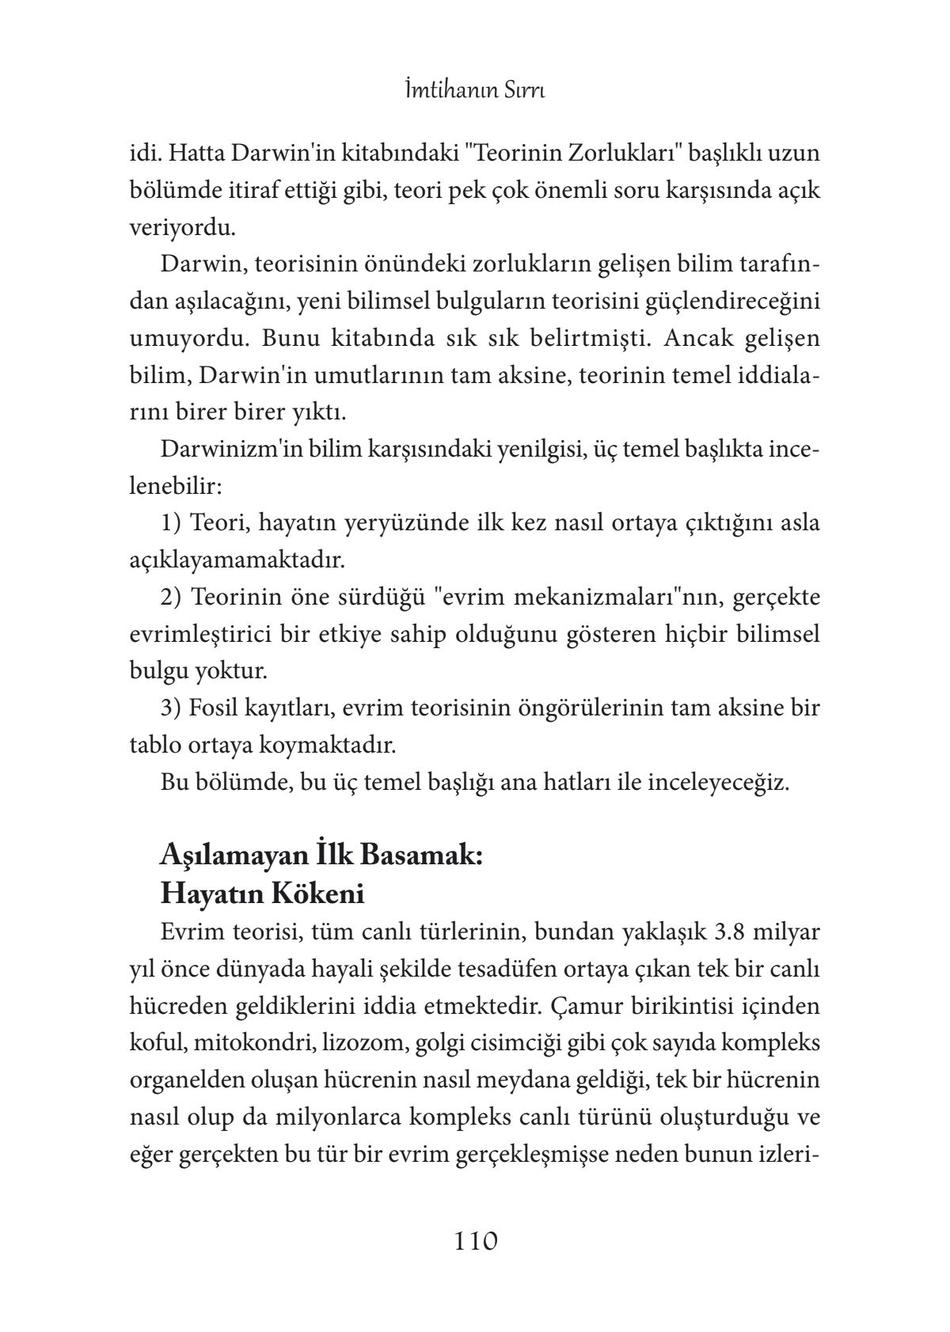 İmtihanın Sırrı
idi. Hatta Darwin'in kitabındaki "Teorinin Zorlukları" başlıklı uzun
bölümde itiraf ettiği gibi, teori pek çok önemli soru karşısında açık
veriyordu.
Darwin, teorisinin önündeki zorlukların gelişen bilim tarafın-
dan aşılacağını, yeni bilimsel bulguların teorisini güçlendireceğini
umuyordu. Bunu kitabında sık sık belirtmişti. Ancak gelişen
bilim, Darwin'in umutlarının tam aksine, teorinin temel iddiala-
rını birer birer yıktı.
Darwinizm'in bilim karşısındaki yenilgisi, üç temel başlıkta ince-
lenebilir:
1) Teori, hayatın yeryüzünde ilk kez nasıl ortaya çıktığını asla
açıklayamamaktadır.
2) Teorinin öne sürdüğü "evrim mekanizmaları"nın, gerçekte
evrimleştirici bir etkiye sahip olduğunu gösteren hiçbir bilimsel
bulgu yoktur.
3) Fosil kayıtları, evrim teorisinin öngörülerinin tam aksine bir
tablo ortaya koymaktadır.
Bu bölümde, bu üç temel başlığı ana hatları ile inceleyeceğiz.
Aşılamayan İlk Basamak:
Hayatın Kökeni
Evrim teorisi, tüm canlı türlerinin, bundan yaklaşık 3.8 milyar
yıl önce dünyada hayali şekilde tesadüfen ortaya çıkan tek bir canlı
hücreden geldiklerini iddia etmektedir. Çamur birikintisi içinden
koful, mitokondri, lizozom, golgi cisimciği gibi çok sayıda kompleks
organelden oluşan hücrenin nasıl meydana geldiği, tek bir hücrenin
nasıl olup da milyonlarca kompleks canlı türünü oluşturduğu ve
eğer gerçekten bu tür bir evrim gerçekleşmişse neden bunun izleri-
110